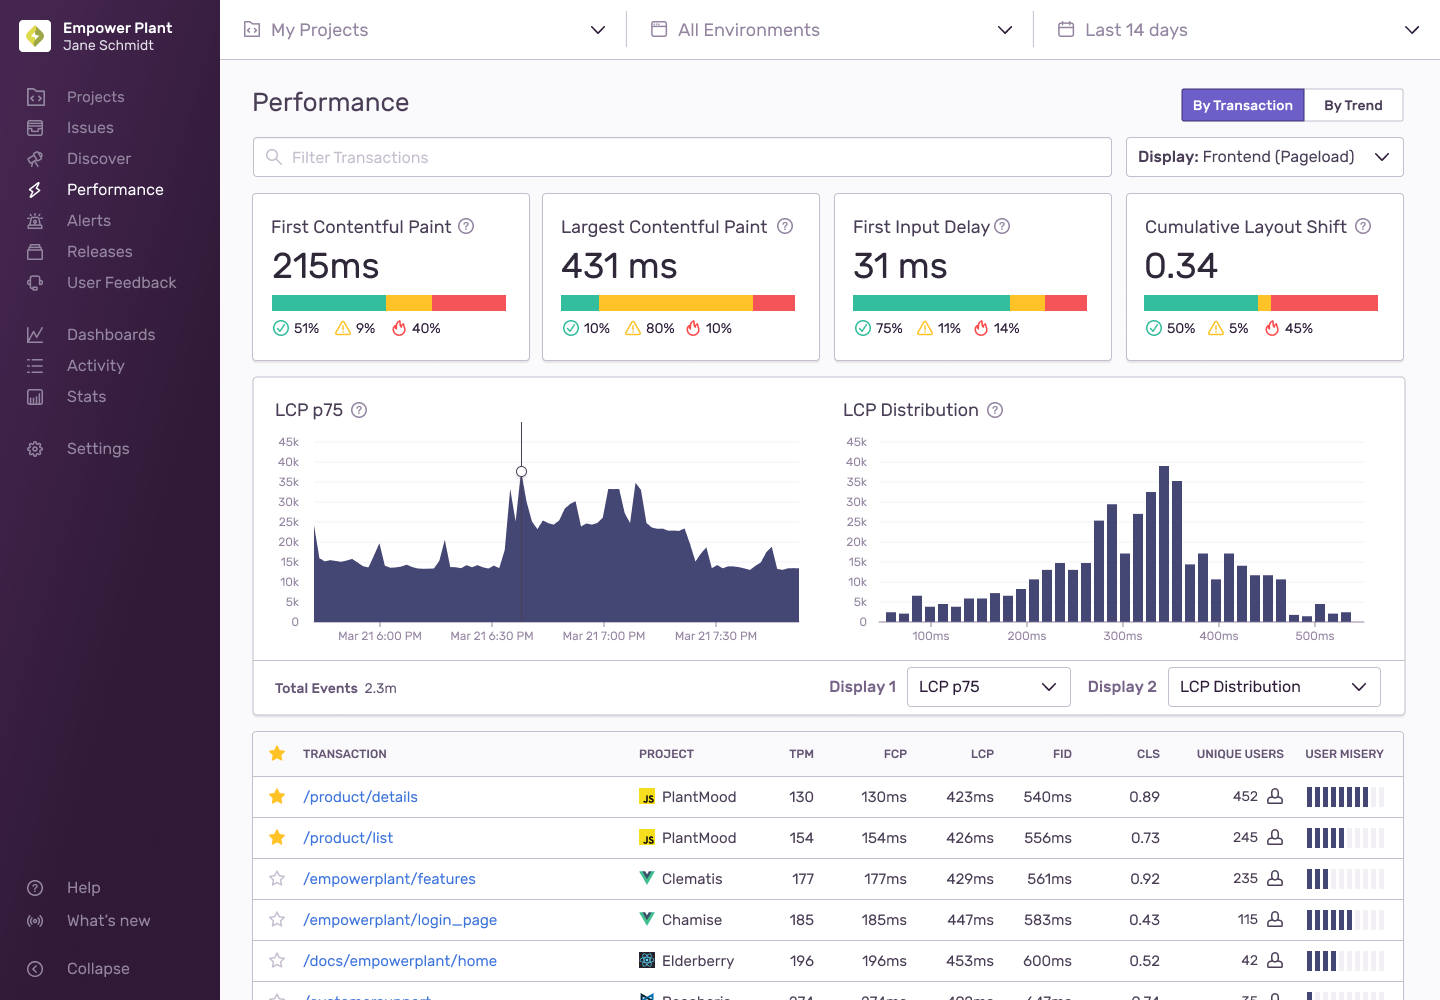 Empower Plant
Jane Schmidt
Projects
Issues
Discover
Performance
Alerts
Releases
User Feedback
Dashboards
Activity
Stats
Settings
Help
What's new
Collapse
My Projects All Environments Last 14 days
Performance
By Transaction By Trend
Filter Transactions
Display: Frontend (Pageload)
First Contentful Paint ?
215ms
51% 9% 40%
Largest Contentful Paint ?
431 ms
10% 80% 10%
First Input Delay ?
31 ms
75% 11% 14%
Cumulative Layout Shift ?
0.34
50% 5% 45%
LCP p75 ?
45k
40k
35k
30k
25k
20k
15k
10k
5k
0
Mar 21 6:00 PM Mar 21 6:30 PM Mar 21 7:00 PM Mar 21 7:30 PM
LCP Distribution ?
45k
40k
35k
30k
25k
20k
15k
10k
5k
0
100ms 200ms 300ms 400ms 500ms
Total Events 2.3m
Display 1 LCP p75 Display 2 LCP Distribution
TRANSACTION PROJECT TPM FCP LCP FID CLS UNIQUE USERS USER MISERY
/product/details JS PlantMood 130 130ms 423ms 540ms 0.89 452
/product/list JS PlantMood 154 154ms 426ms 556ms 0.73 245
/empowerplant/features Clematis 177 177ms 429ms 561ms 0.92 235
/empowerplant/login_page Chamise 185 185ms 447ms 583ms 0.43 115
/docs/empowerplant/home Elderberry 196 196ms 453ms 600ms 0.52 42